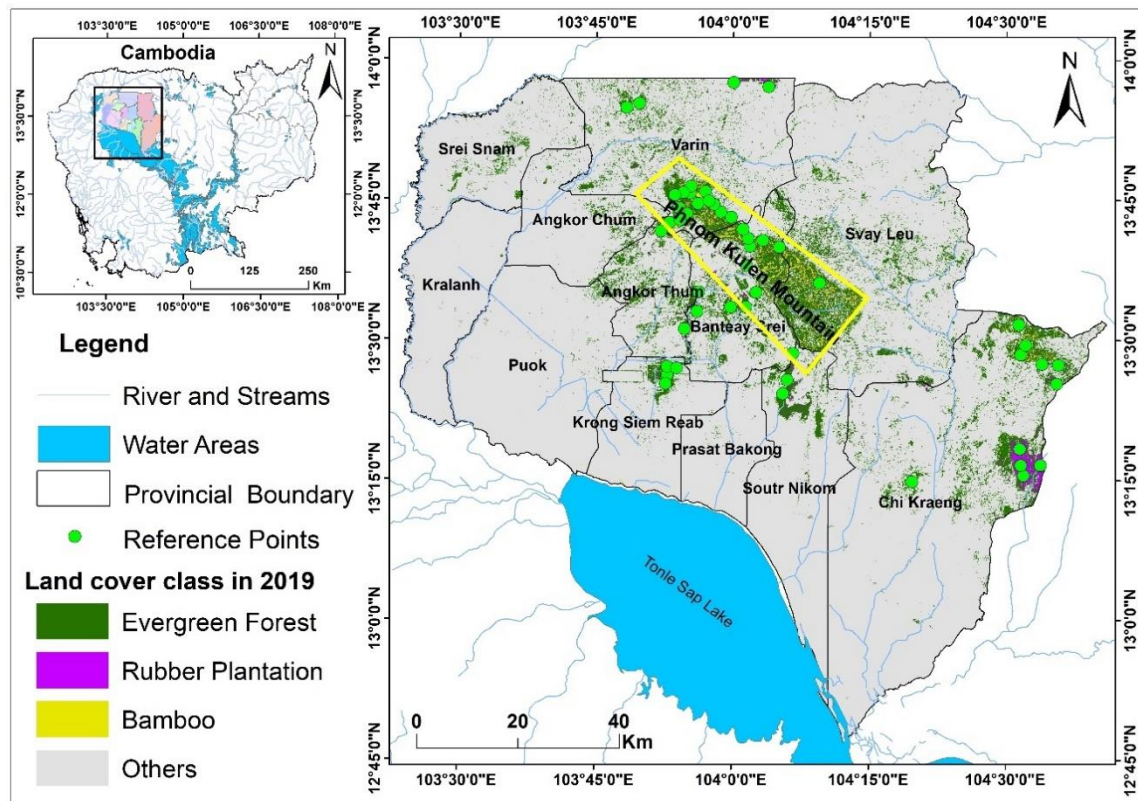 103°30'0"E 105°0'0"E 106°30'0"E 108°0'0"E
Cambodia
N
13°30'0"N
12°0'0"N
10°30'0"N
13°30'0"N
12°0'0"N
10°30'0"N
0 125 250
Km
103°30'0"E 105°0'0"E 106°30'0"E 108°0'0"E
Legend
River and Streams
Water Areas
Provincial Boundary
Reference Points
Land cover class in 2019
Evergreen Forest
Rubber Plantation
Bamboo
Others
103°30'0"E 103°45'0"E 104°0'0"E 104°15'0"E 104°30'0"E
14°0'0"N
13°45'0"N
13°30'0"N
13°15'0"N
13°0'0"N
12°45'0"N
N
Srei Snam
Varin
Angkor Chum
Svay Leu
Phnom Kulen Mountain
Kralanh
Angkor Thum
Banteay Srei
Puok
Krong Siem Reab
Prasat Bakong
Soutr Nikom
Chi Kraeng
Tonle Sap Lake
0 20 40
Km
14°0'0"N
13°45'0"N
13°30'0"N
13°15'0"N
13°0'0"N
12°45'0"N
103°30'0"E 103°45'0"E 104°0'0"E 104°15'0"E 104°30'0"E